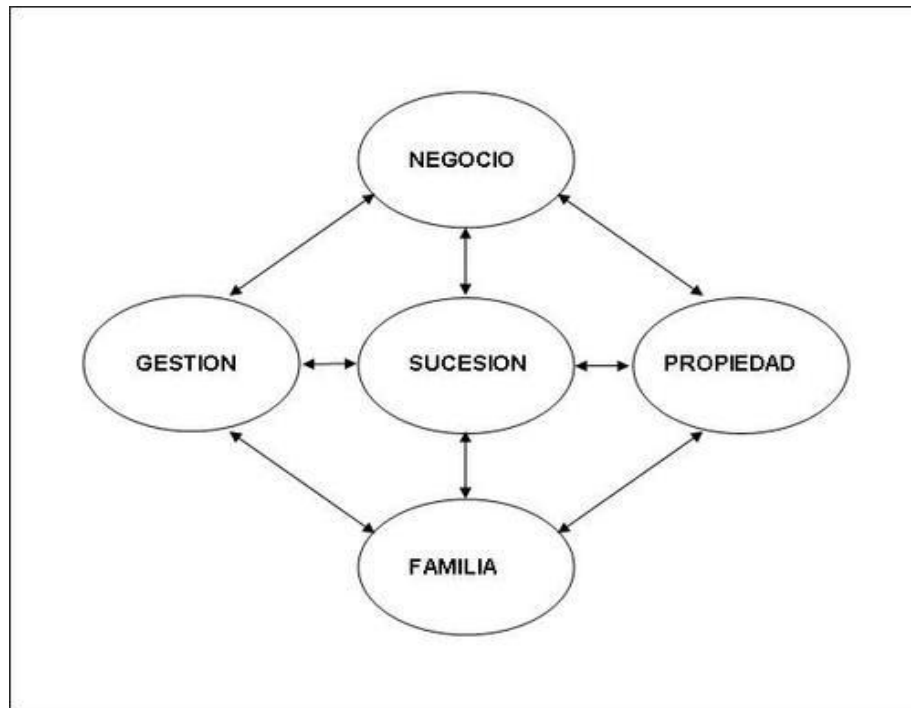 NEGOCIO
GESTION
SUCESION
PROPIEDAD
FAMILIA